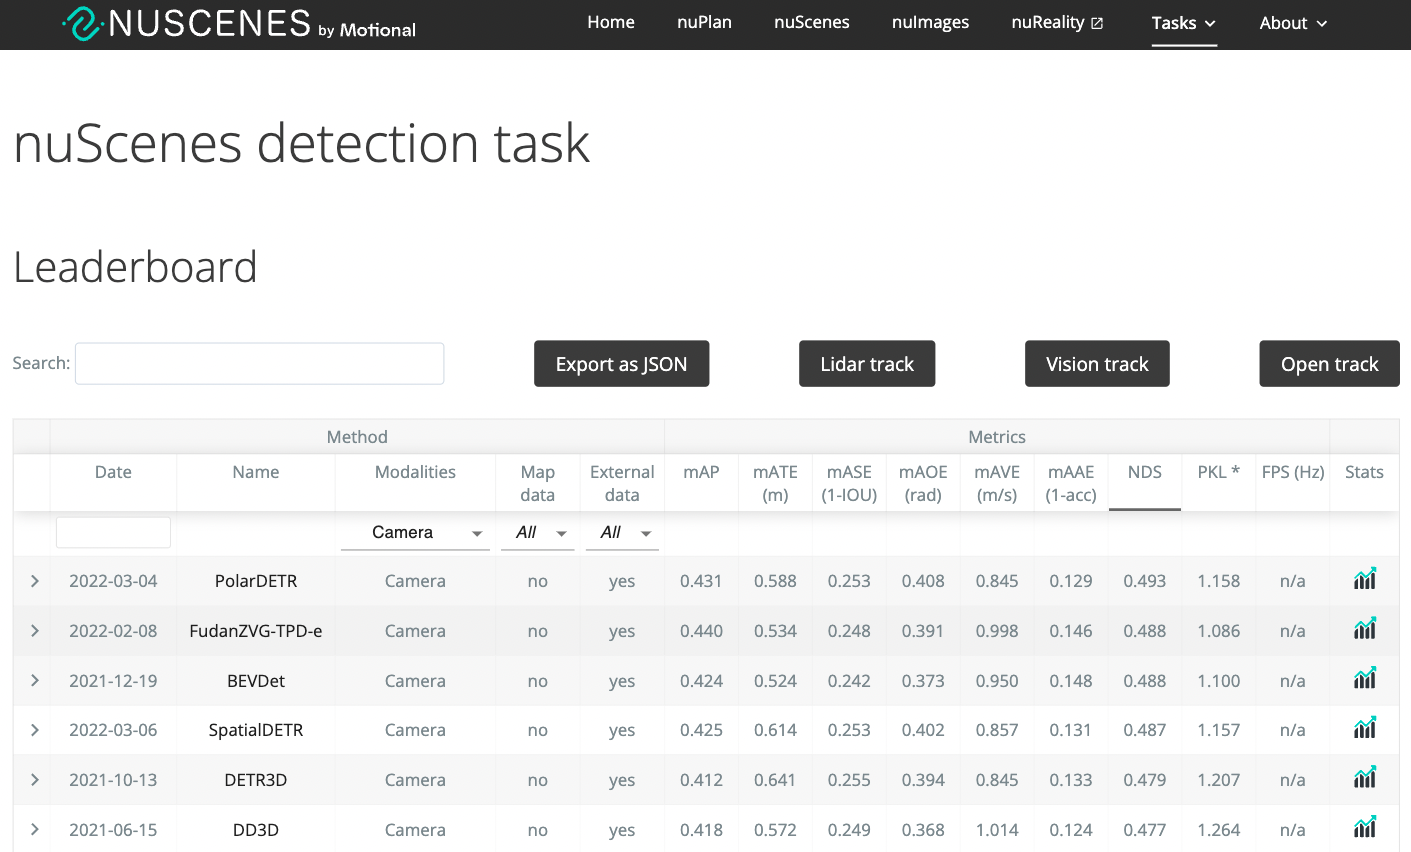 NUSCENES by Motional Home nuPlan nuScenes nuImages nuReality Tasks About
nuScenes detection task
Leaderboard
Search: Export as JSON Lidar track Vision track Open track
Method Metrics
Date Name Modalities Map data External data mAP mATE (m) mASE (1-IOU) mAOE (rad) mAVE (m/s) mAAE (1-acc) NDS PKL * FPS (Hz) Stats
Camera All All
2022-03-04 PolarDETR Camera no yes 0.431 0.588 0.253 0.408 0.845 0.129 0.493 1.158 n/a
2022-02-08 FudanZVG-TPD-e Camera no yes 0.440 0.534 0.248 0.391 0.998 0.146 0.488 1.086 n/a
2021-12-19 BEVDet Camera no yes 0.424 0.524 0.242 0.373 0.950 0.148 0.488 1.100 n/a
2022-03-06 SpatialDETR Camera no yes 0.425 0.614 0.253 0.402 0.857 0.131 0.487 1.157 n/a
2021-10-13 DETR3D Camera no yes 0.412 0.641 0.255 0.394 0.845 0.133 0.479 1.207 n/a
2021-06-15 DD3D Camera no yes 0.418 0.572 0.249 0.368 1.014 0.124 0.477 1.264 n/a